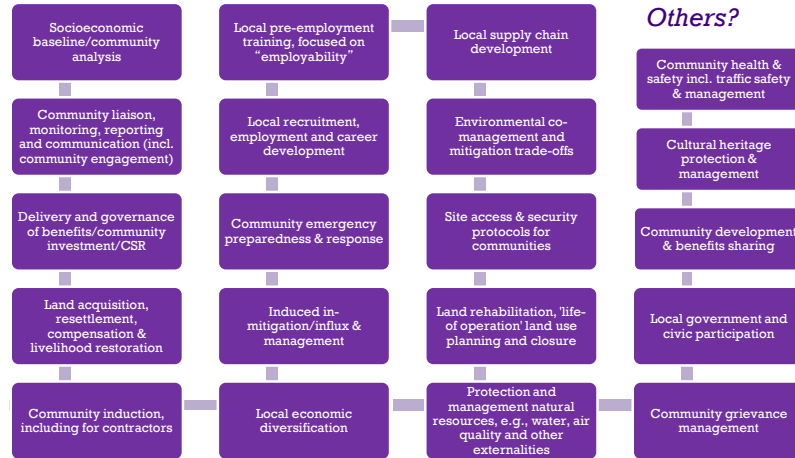 Socioeconomic
baseline/community
analysis
Community liaison,
monitoring, reporting
and communication (incl.
community engagement)
Delivery and governance
of benefits/community
investment/CSR
Land acquisition,
resettlement,
compensation &
livelihood restoration
Community induction,
including for contractors
Local pre-employment
training, focused on
“employability”
Local recruitment,
employment and career
development
Community emergency
preparedness & response
Induced in-
mitigation/influx &
management
Local economic
diversification
Local supply chain
development
Environmental co-
management and
mitigation trade-offs
Site access & security
protocols for
communities
Land rehabilitation, 'life-
of operation' land use
planning and closure
Protection and
management natural
resources, e.g., water, air
quality and other
externalities
Others?
Community health &
safety incl. traffic safety
& management
Cultural heritage
protection &
management
Community development
& benefits sharing
Local government and
civic participation
Community grievance
management